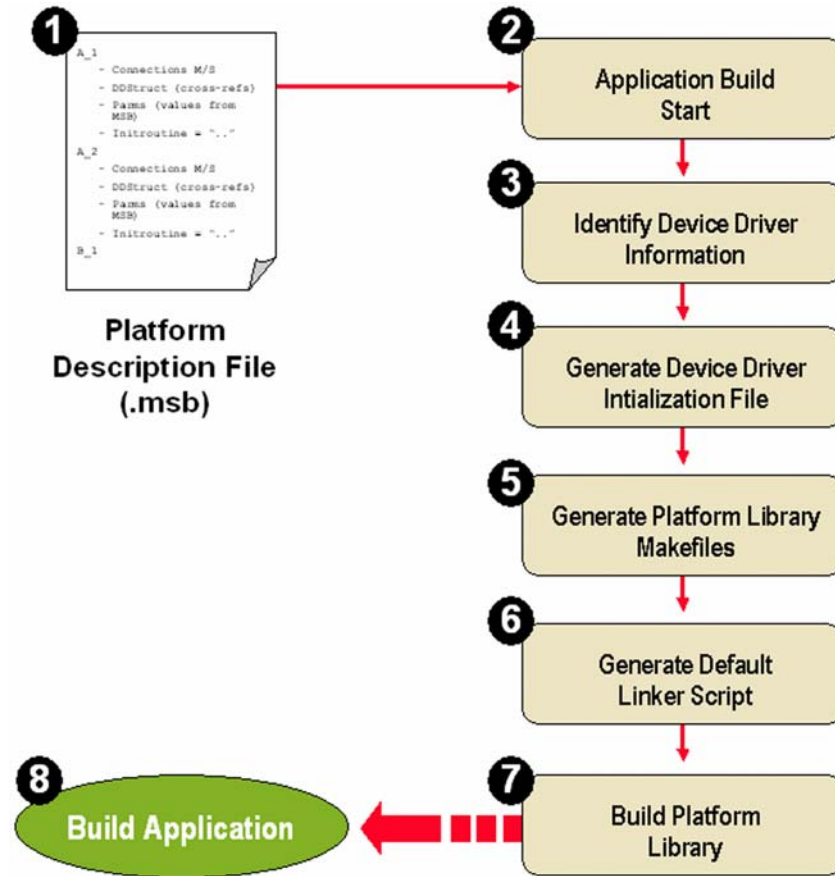 1
A_1
- Connections M/S
- DDStruct (cross-refs)
- Parms (values from
MSB)
- Initroutine = ".."
A_2
- Connections M/S
- DDStruct (cross-refs)
- Parms (values from
MSB)
- Initroutine = ".."
B_1
Platform
Description File
(.msb)
2
Application Build
Start
3
Identify Device Driver
Information
4
Generate Device Driver
Intialization File
5
Generate Platform Library
Makefiles
6
Generate Default
Linker Script
7
Build Platform
Library
8
Build Application